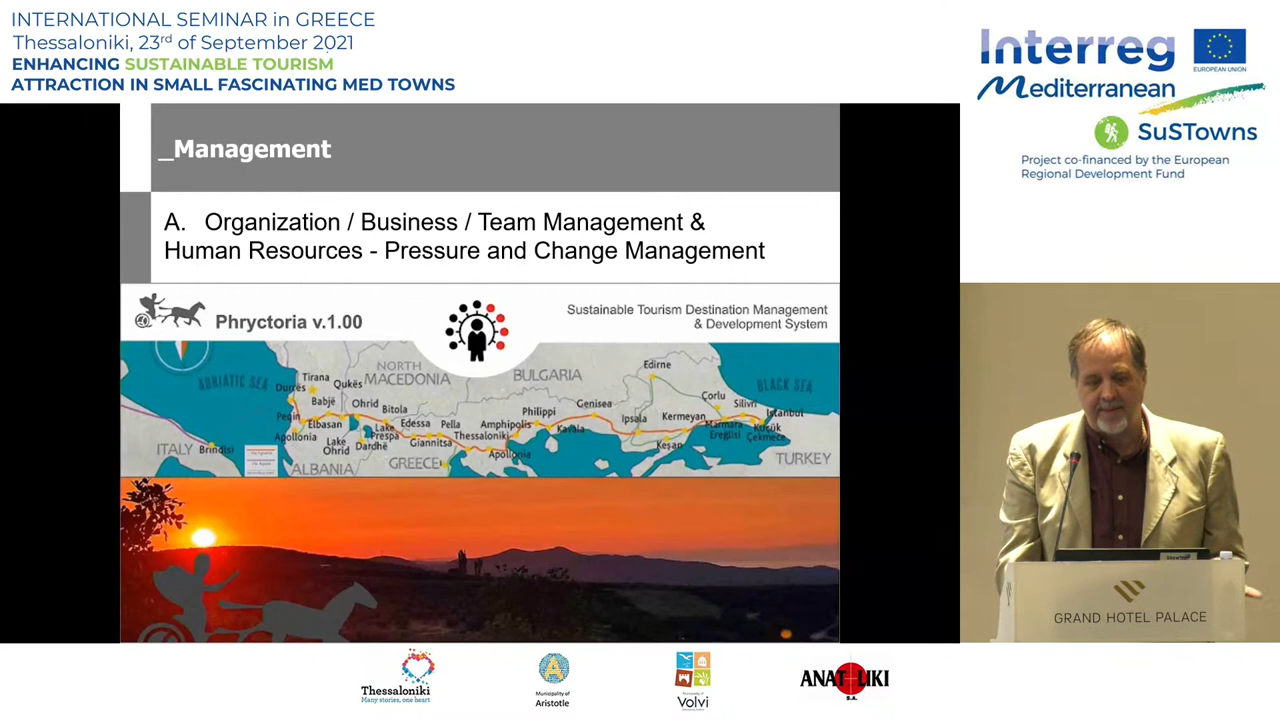 INTERNATIONAL SEMINAR in GREECE
Thessaloniki, 23rd of September 2021
ENHANCING SUSTAINABLE TOURISM
ATTRACTION IN SMALL FASCINATING MED TOWNS
Interreg
EUROPEAN UNION
Mediterranean
SuSTowns
Project co-financed by the European
Regional Development Fund
_Management
A. Organization / Business / Team Management &
Human Resources - Pressure and Change Management
Phryctoria v.1.00
Sustainable Tourism Destination Management
& Development System
ADRIATIC SEA
NORTH
MACEDONIA
BULGARIA
BLACK SEA
ITALY
ALBANIA
GREECE
TURKEY
Brindisi
Durrës
Tirana
Peqin
Babjë
Qukës
Elbasan
Apollonia
Ohrid
Lake
Ohrid
Lake
Prespa
Dardhë
Bitola
Edessa
Giannitsa
Pella
Thessaloniki
Amphipolis
Apollonia
Philippi
Kavala
Genisea
Ipsala
Edirne
Keşan
Kermeyan
Çorlu
Marmara
Ereğlisi
Silivri
Istanbul
Küçük
Çekmece
GRAND HOTEL PALACE
Thessaloniki
Many stories, one heart
Municipality of
Aristotle
Municipality of
Volvi
ANATOLIKI
S.A.